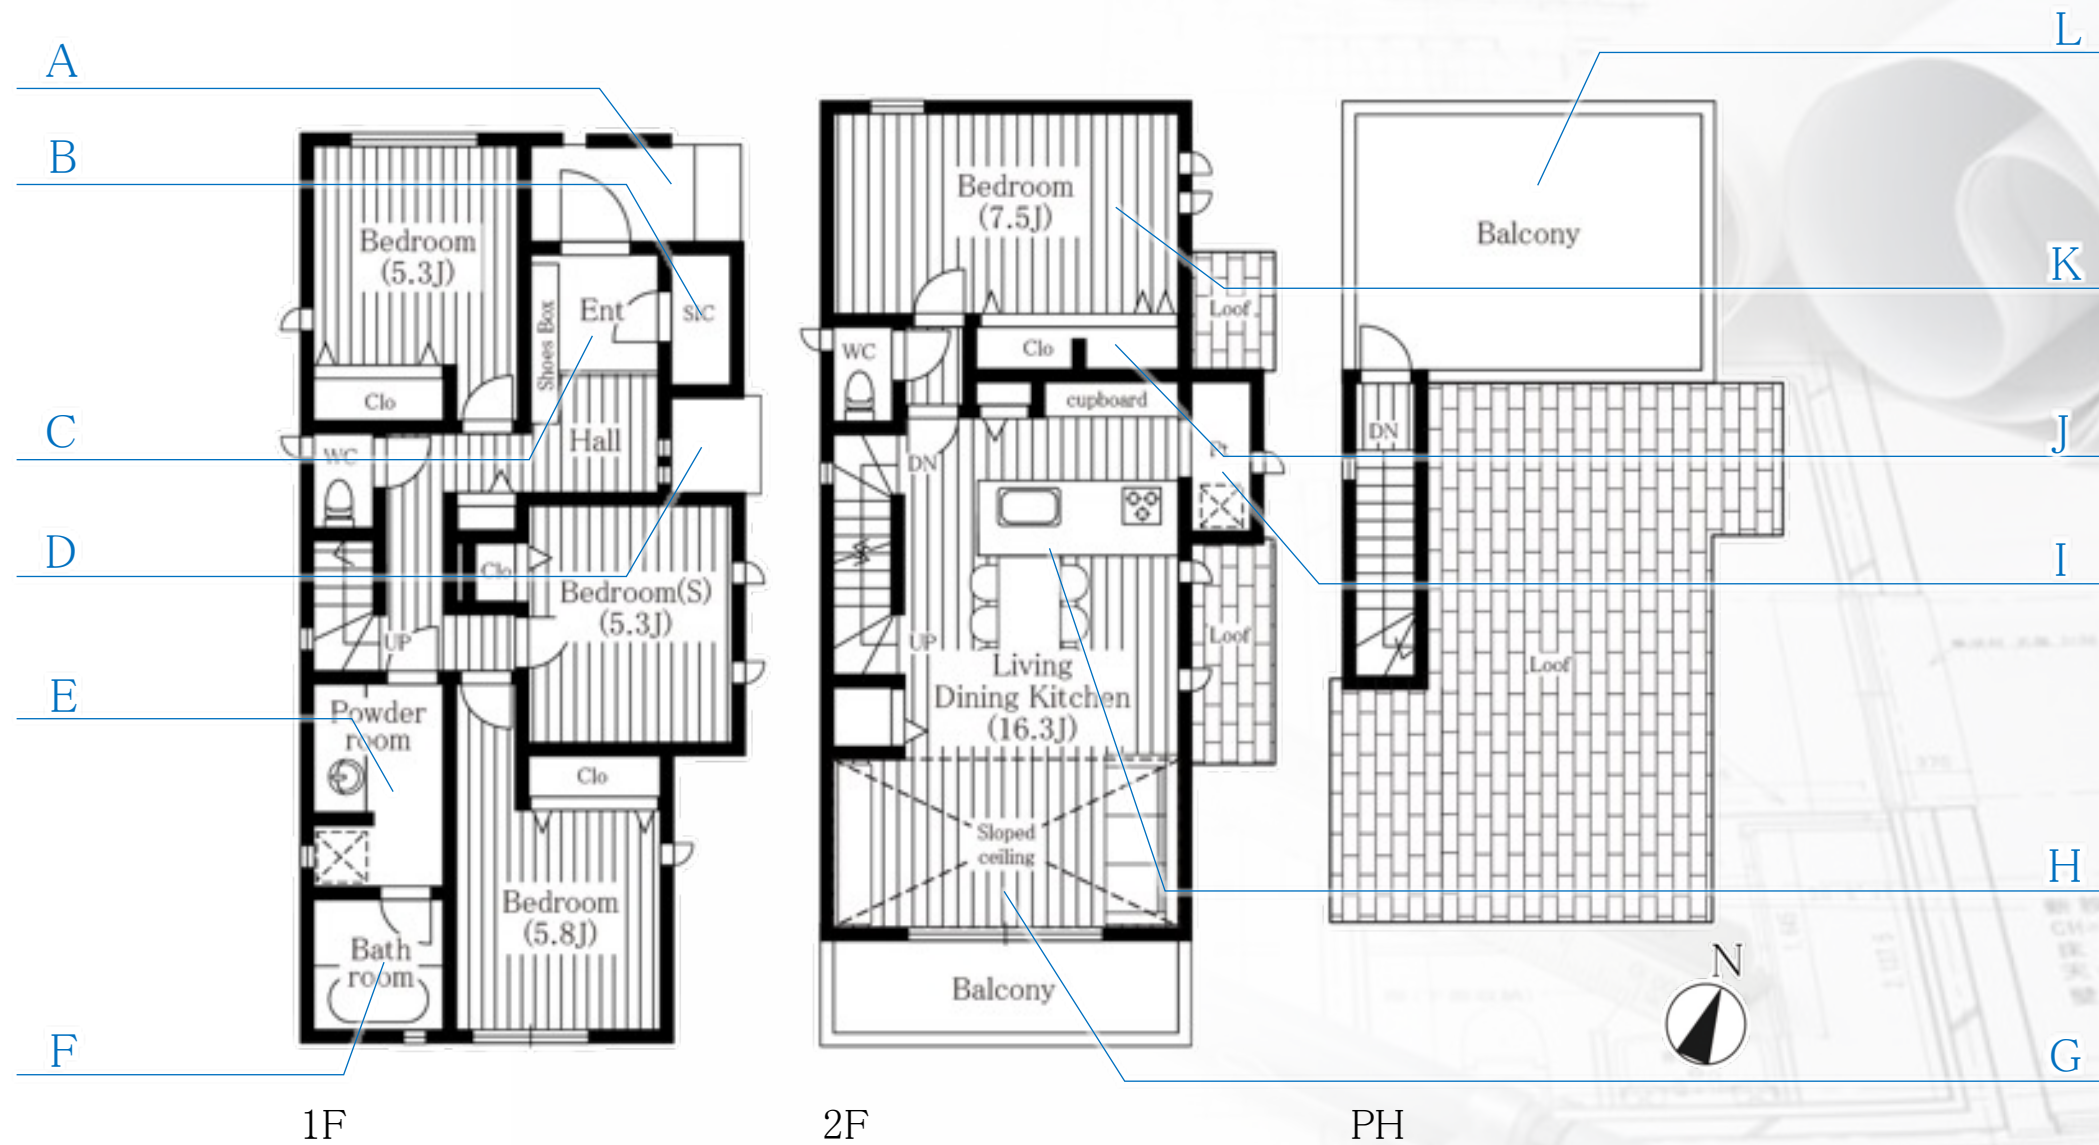 A
B
C
D
E
F
L
K
J
I
H
G
Bedroom
(5.3J)
Clo
Shoes Box
Ent
SIC
Hall
WC
Clo
Bedroom(S)
(5.3J)
UP
Powder
room
Clo
Bedroom
(5.8J)
Bath
room
1F
Bedroom
(7.5J)
Loof
WC
Clo
cupboard
DN
UP
Loof
Living
Dining Kitchen
(16.3J)
Sloped
ceiling
Balcony
2F
Balcony
DN
Loof
N
PH